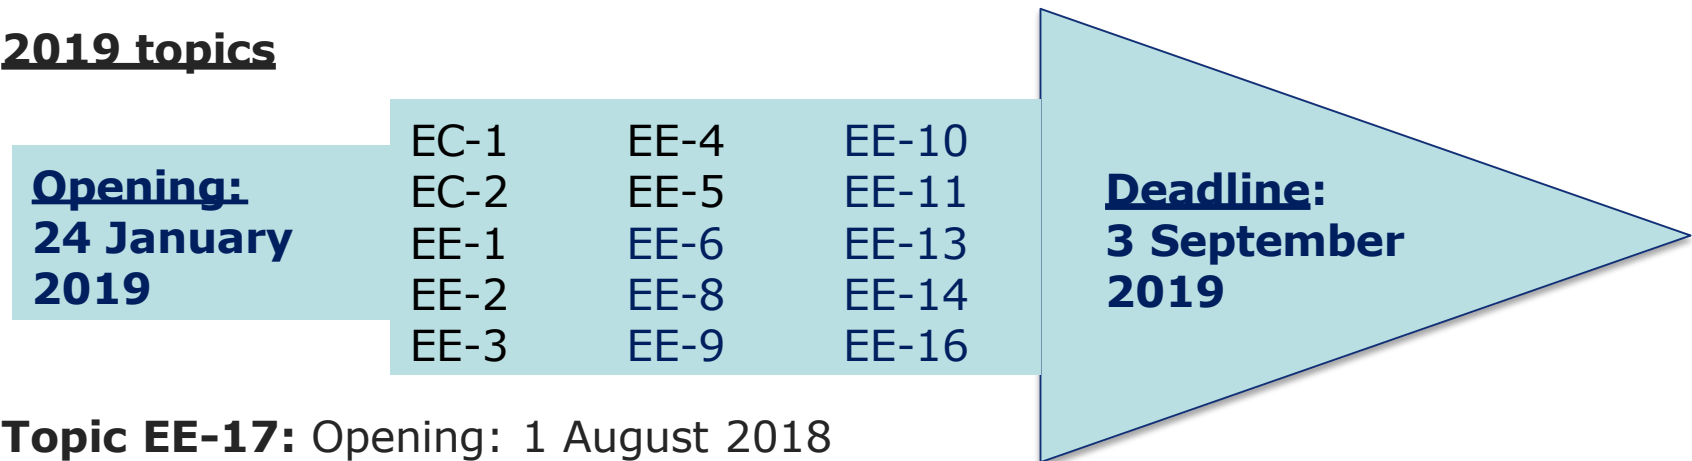 2019 topics
Opening:
24 January
2019
EC-1 EE-4 EE-10
EC-2 EE-5 EE-11
EE-1 EE-6 EE-13
EE-2 EE-8 EE-14
EE-3 EE-9 EE-16
Deadline:
3 September
2019
Topic EE-17: Opening: 1 August 2018